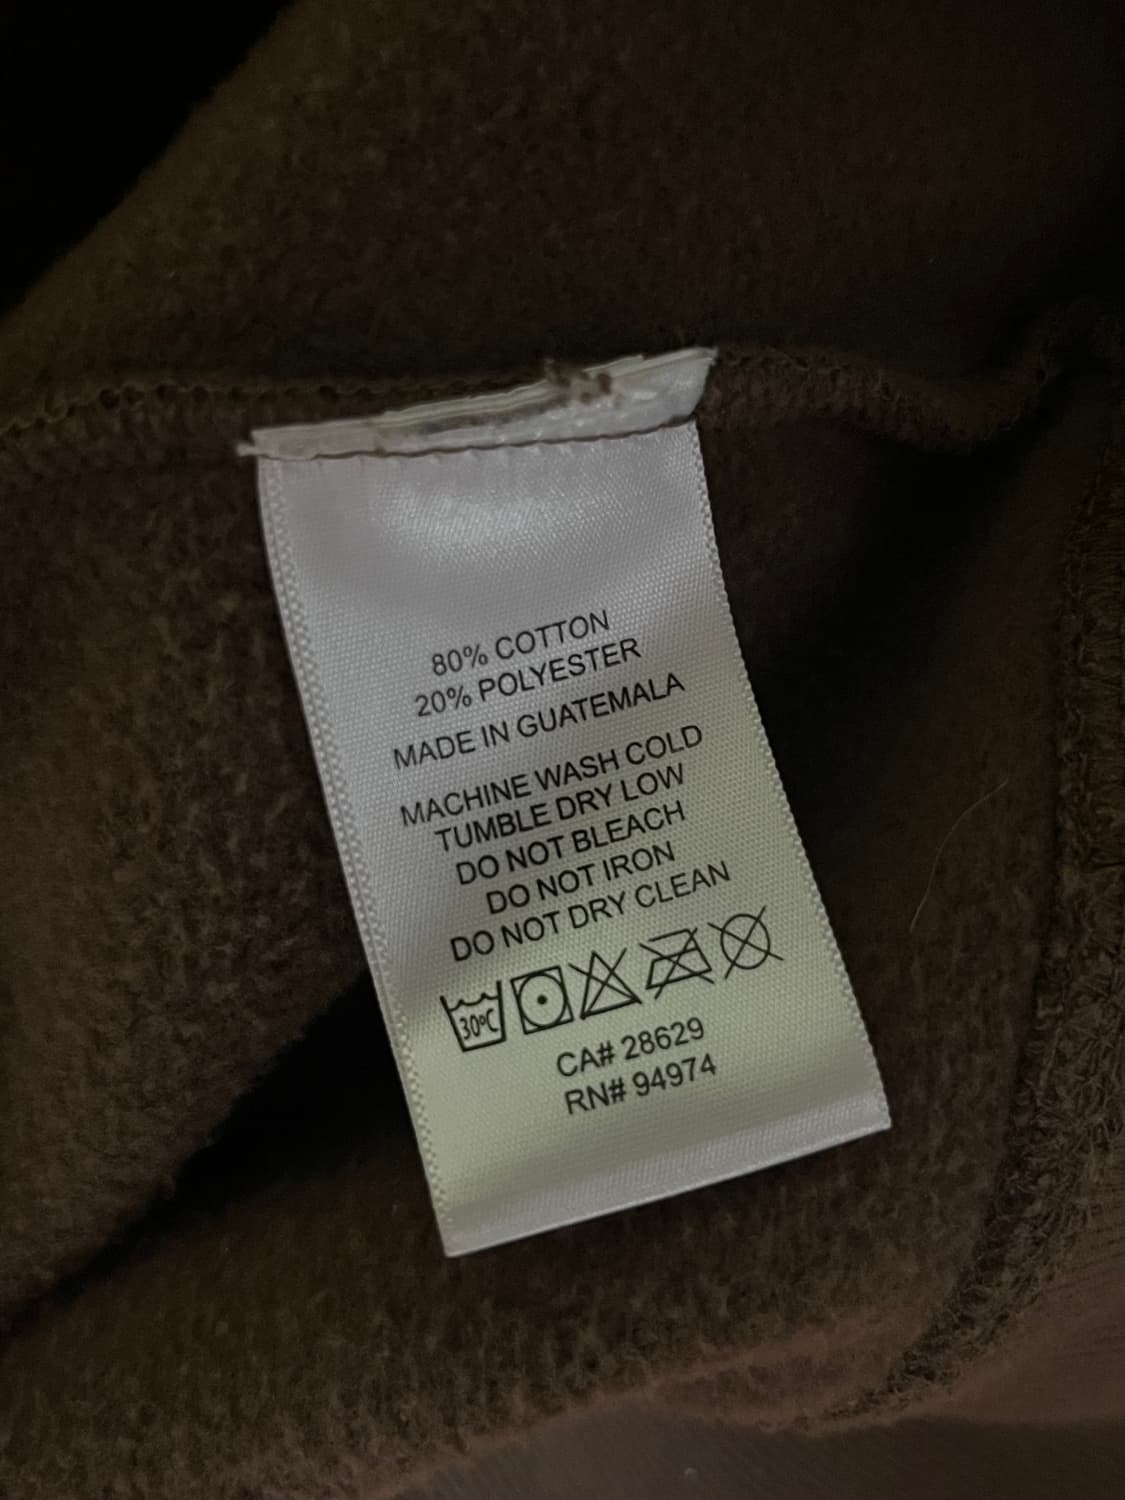 80% COTTON
20% POLYESTER
MADE IN GUATEMALA
MACHINE WASH COLD
TUMBLE DRY LOW
DO NOT BLEACH
DO NOT IRON
DO NOT DRY CLEAN
30°C
CA# 28629
RN# 94974